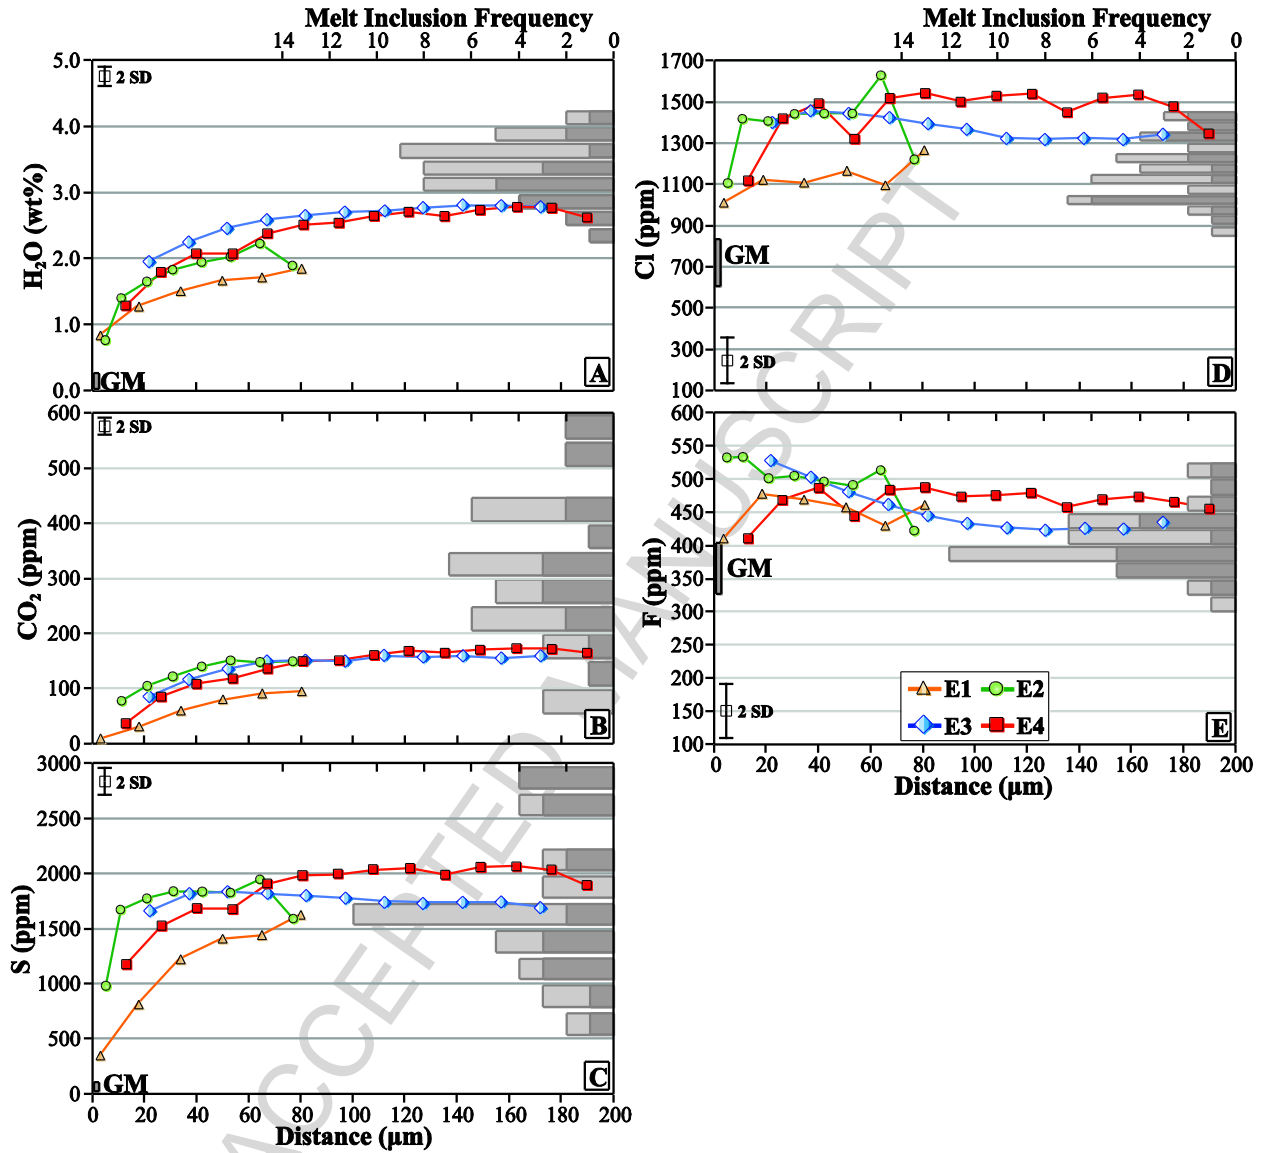 Melt Inclusion Frequency
14 12 10 8 6 4 2 0
5.0
4.0
3.0
2.0
1.0
0.0
H₂O (wt%)
2 SD
GM
A
600
500
400
300
200
100
0
CO₂ (ppm)
2 SD
B
3000
2500
2000
1500
1000
500
0
S (ppm)
2 SD
GM
C
0 20 40 60 80 100 120 140 160 180 200
Distance (µm)
Melt Inclusion Frequency
14 12 10 8 6 4 2 0
1700
1500
1300
1100
900
700
500
300
100
Cl (ppm)
GM
2 SD
D
600
550
500
450
400
350
300
250
200
150
100
F (ppm)
GM
2 SD
E1 E2
E3 E4
E
0 20 40 60 80 100 120 140 160 180 200
Distance (µm)
ACCEPTED MANUSCRIPT